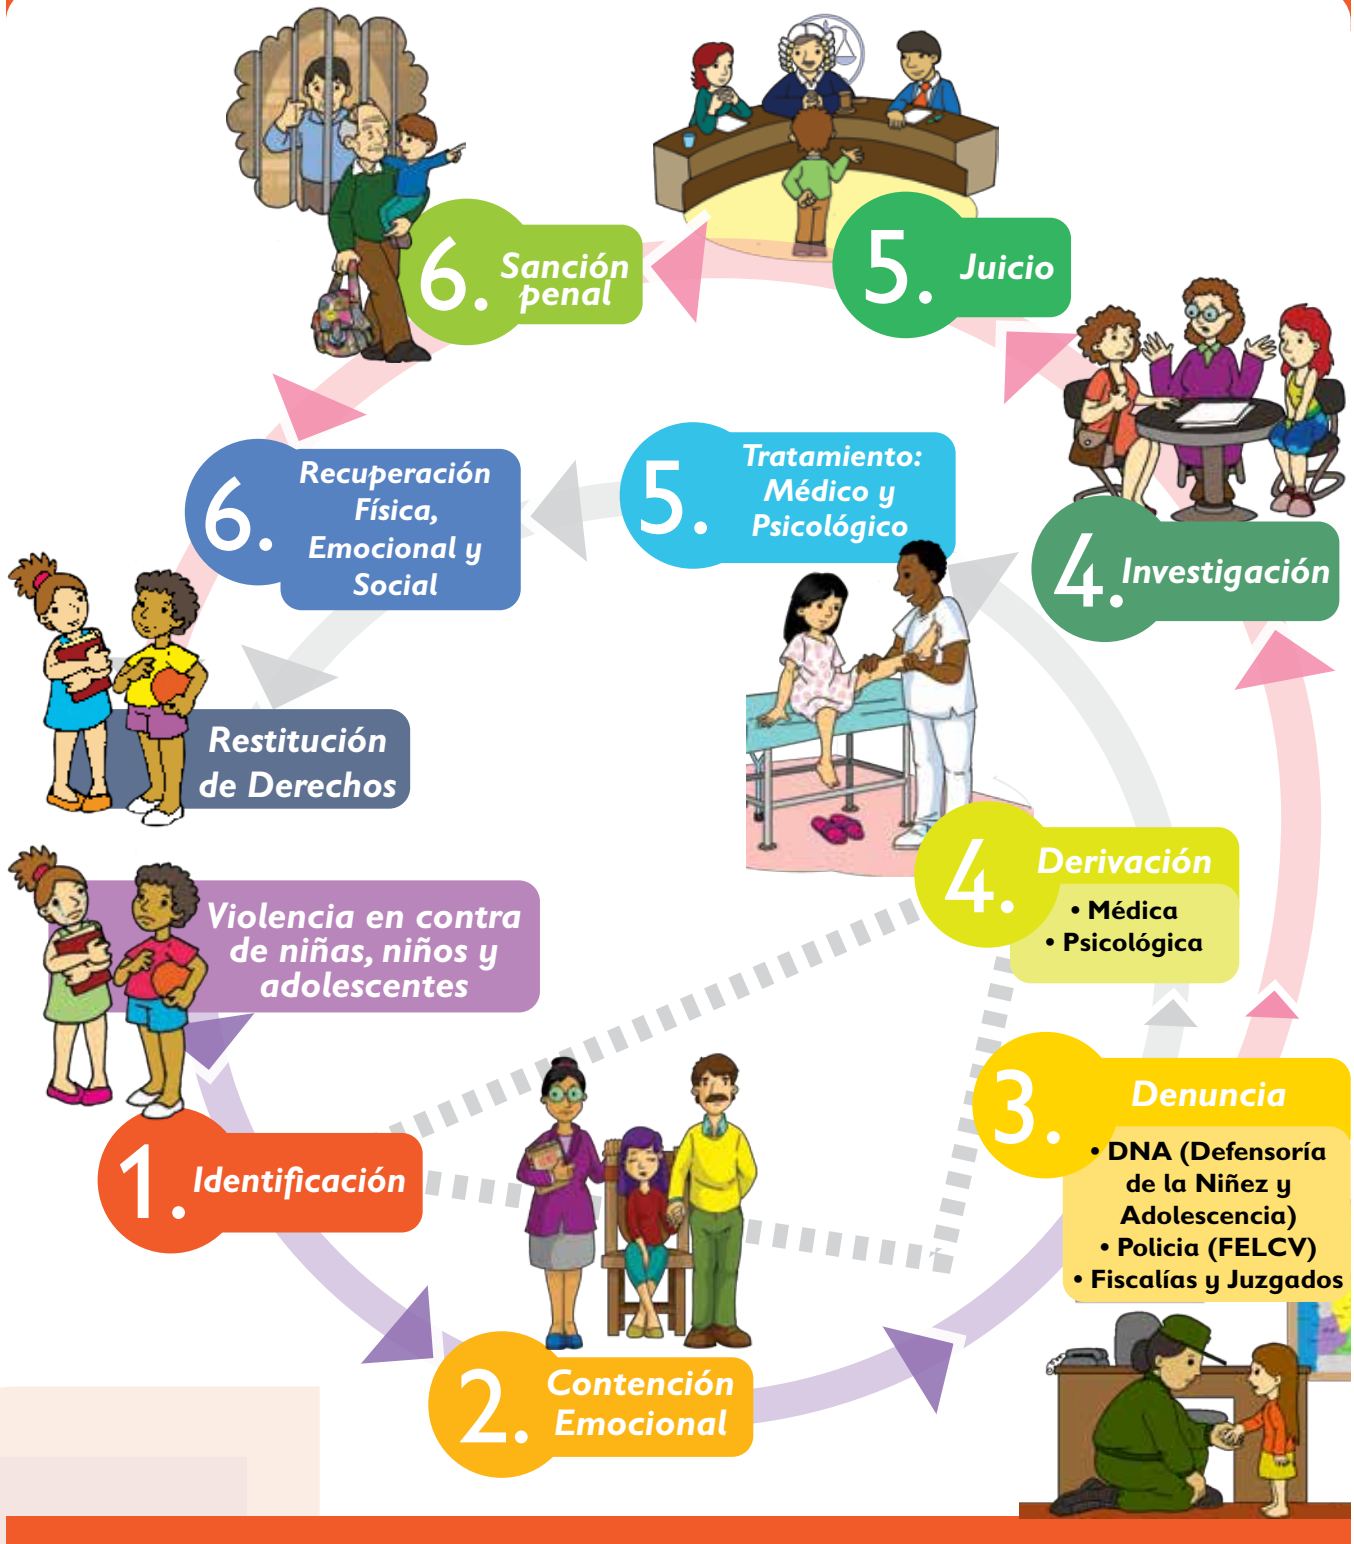 6. Sanción
penal
5. Juicio
6. Recuperación
Física,
Emocional y
Social
5. Tratamiento:
Médico y
Psicológico
4. Investigación
Restitución
de Derechos
4. Derivación
• Médica
• Psicológica
Violencia en contra
de niñas, niños y
adolescentes
3. Denuncia
• DNA (Defensoría
de la Niñez y
Adolescencia)
• Policia (FELCV)
• Fiscalías y Juzgados
1. Identificación
2. Contención
Emocional